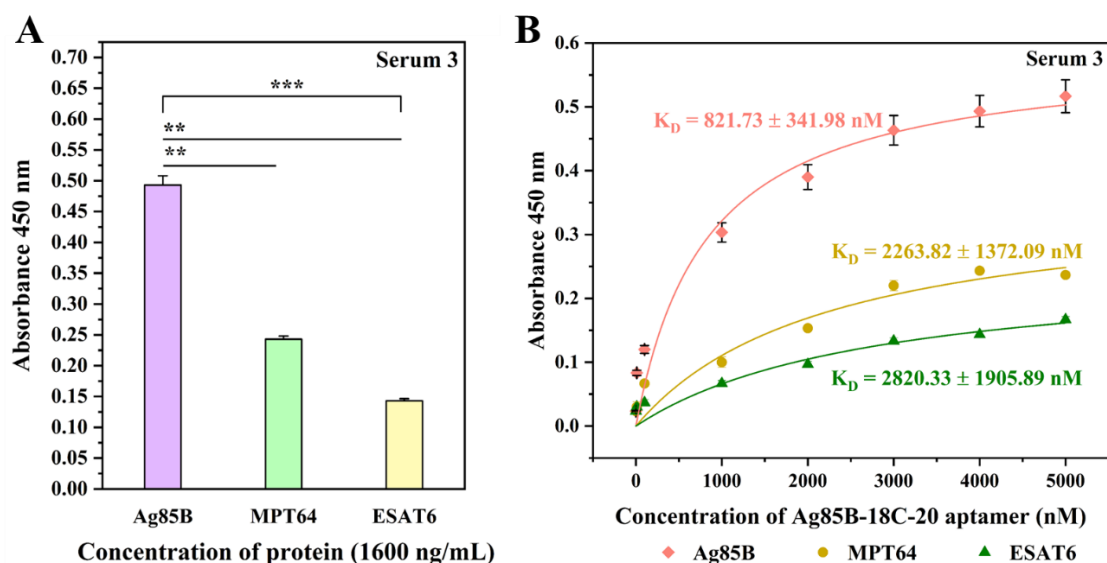 A
Serum 3
0.70
0.65
0.60
0.55
0.50
0.45
0.40
0.35
0.30
0.25
0.20
0.15
0.10
0.05
0.00
***
**
**
Absorbance 450 nm
Ag85B MPT64 ESAT6
Concentration of protein (1600 ng/mL)
B
Serum 3
0.6
0.5
0.4
0.3
0.2
0.1
0.0
Absorbance 450 nm
K_D = 821.73 ± 341.98 nM
K_D = 2263.82 ± 1372.09 nM
K_D = 2820.33 ± 1905.89 nM
0 1000 2000 3000 4000 5000
Concentration of Ag85B-18C-20 aptamer (nM)
Ag85B MPT64 ESAT6